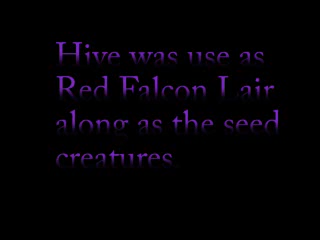 Hive was use as
Red Falcon Lair
along as the seed
creatures